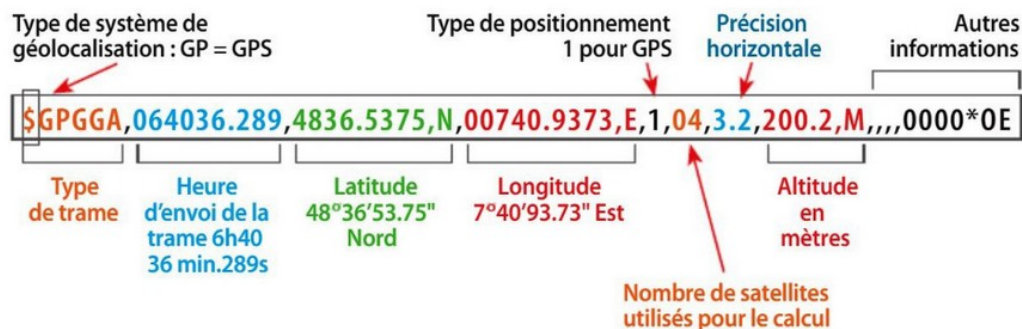 Type de système de
géolocalisation : GP = GPS
Type de positionnement
1 pour GPS
Précision
horizontale
Autres
informations
$GPGGA,064036.289,4836.5375,N,00740.9373,E,1,04,3.2,200.2,M,,,,0000*OE
Type
de trame
Heure
d'envoi de la
trame 6h40
36 min.289s
Latitude
48°36'53.75"
Nord
Longitude
7°40'93.73" Est
Altitude
en
mètres
Nombre de satellites
utilisés pour le calcul